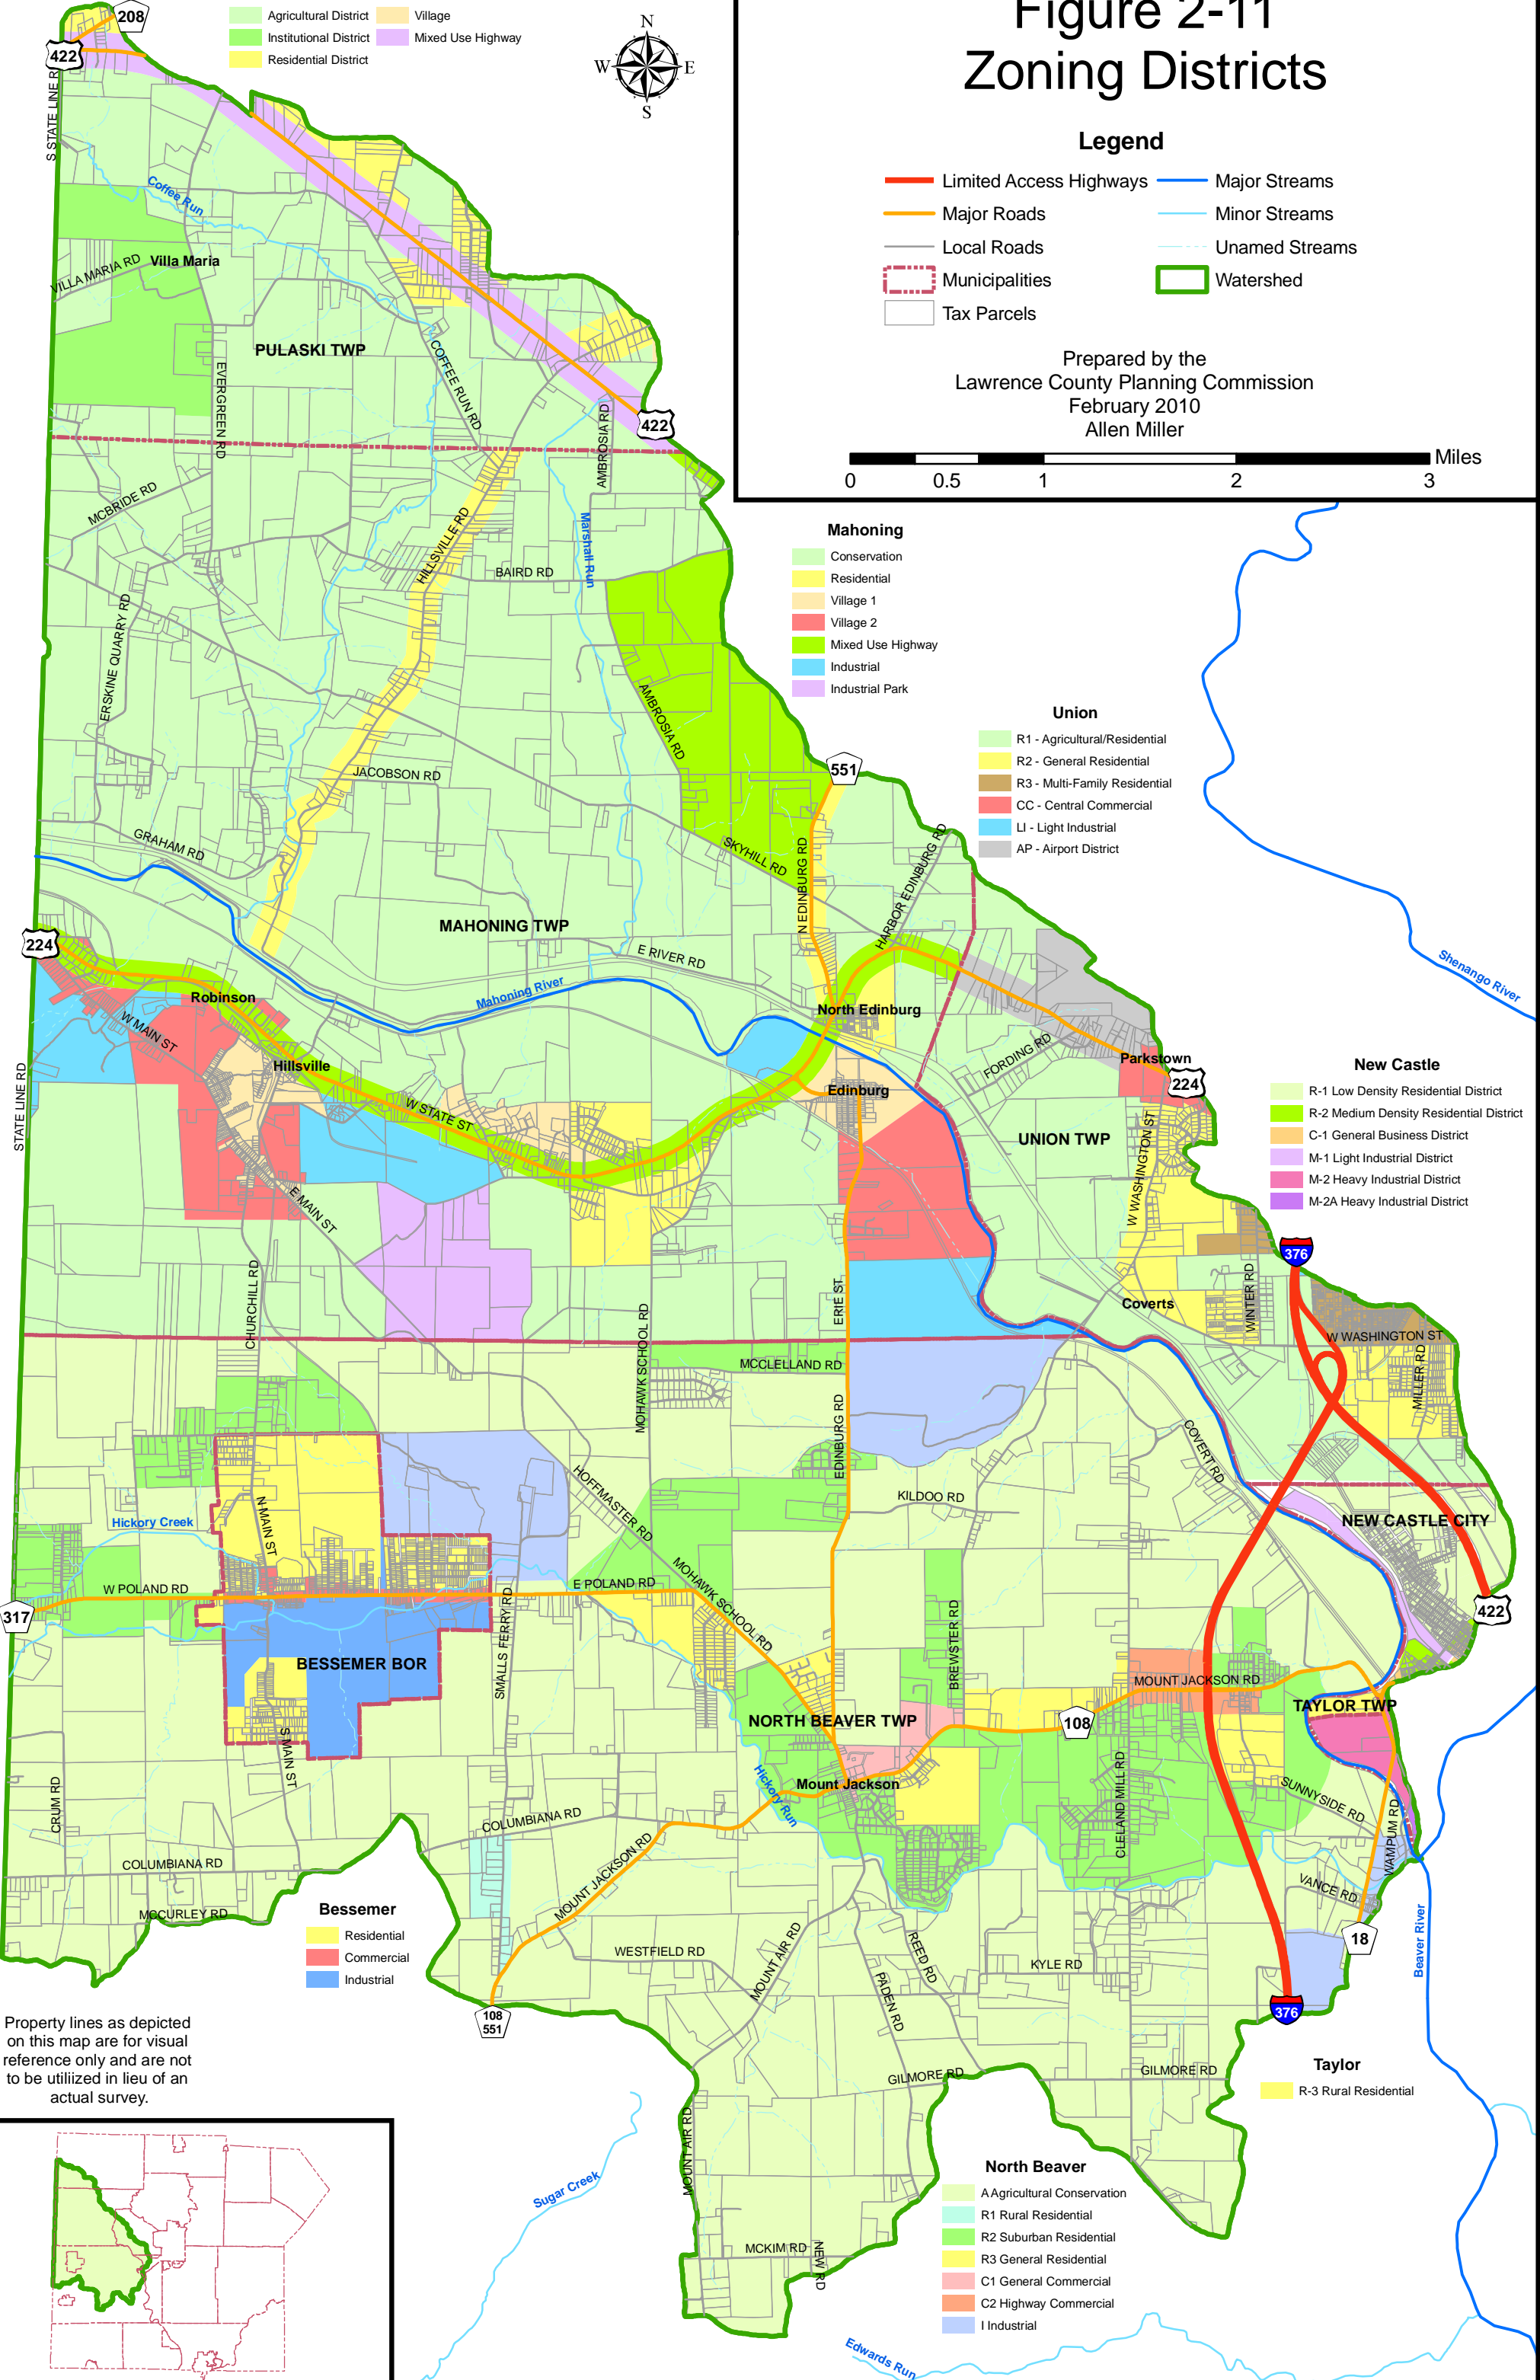 Figure 2-11
Zoning Districts
Legend
Limited Access Highways
Major Streams
Major Roads
Minor Streams
Local Roads
Unamed Streams
Municipalities
Watershed
Tax Parcels
Prepared by the
Lawrence County Planning Commission
February 2010
Allen Miller
Miles
0 0.5 1 2 3
Agricultural District
Village
Institutional District
Mixed Use Highway
Residential District
N
W E
S
208
422
S STATE LINE R
Coffee Run
VILLA MARIA RD
Villa Maria
PULASKI TWP
EVERGREEN RD
COFFEE RUN RD
AMBROSIA RD
422
MCBRIDE RD
HILLSVILLE RD
Marshall Run
BAIRD RD
ERSKINE QUARRY RD
AMBROSIA RD
JACOBSON RD
GRAHAM RD
SKYHILL RD
551
N EDINBURG RD
HARBOR EDINBURG RD
MAHONING TWP
E RIVER RD
Mahoning River
224
Robinson
W MAIN ST
Hillsville
W STATE ST
North Edinburg
Edinburg
FORDING RD
Parkstown
224
UNION TWP
W WASHINGTON ST
STATE LINE RD
E MAIN ST
CHURCHILL RD
MOHAWK SCHOOL RD
ERIE ST
Coverts
WINTER RD
376
W WASHINGTON ST
MILLER RD
MCCLELLAND RD
EDINBURG RD
COVERT RD
HOFFMASTER RD
KILDOO RD
N MAIN ST
Hickory Creek
NEW CASTLE CITY
W POLAND RD
E POLAND RD
MOHAWK SCHOOL RD
317
422
SMALLS FERRY RD
BREWSTER RD
BESSEMER BOR
MOUNT JACKSON RD
TAYLOR TWP
NORTH BEAVER TWP
108
S MAIN ST
Mount Jackson
Hickory Run
CLELAND MILL RD
SUNNYSIDE RD
WAMPUM RD
CRUM RD
COLUMBIANA RD
COLUMBIANA RD
MOUNT JACKSON RD
MCCURLEY RD
VANCE RD
18
WESTFIELD RD
MOUNT AIR RD
REED RD
PADEN RD
KYLE RD
376
108
551
GILMORE RD
GILMORE RD
MOUNT AIR RD
MCKIM RD
NEW RD
Sugar Creek
Edwards Run
Beaver River
Shenango River
Mahoning
Conservation
Residential
Village 1
Village 2
Mixed Use Highway
Industrial
Industrial Park
Union
R1 - Agricultural/Residential
R2 - General Residential
R3 - Multi-Family Residential
CC - Central Commercial
LI - Light Industrial
AP - Airport District
New Castle
R-1 Low Density Residential District
R-2 Medium Density Residential District
C-1 General Business District
M-1 Light Industrial District
M-2 Heavy Industrial District
M-2A Heavy Industrial District
Bessemer
Residential
Commercial
Industrial
Property lines as depicted
on this map are for visual
reference only and are not
to be utiliized in lieu of an
actual survey.
Taylor
R-3 Rural Residential
North Beaver
A Agricultural Conservation
R1 Rural Residential
R2 Suburban Residential
R3 General Residential
C1 General Commercial
C2 Highway Commercial
I Industrial